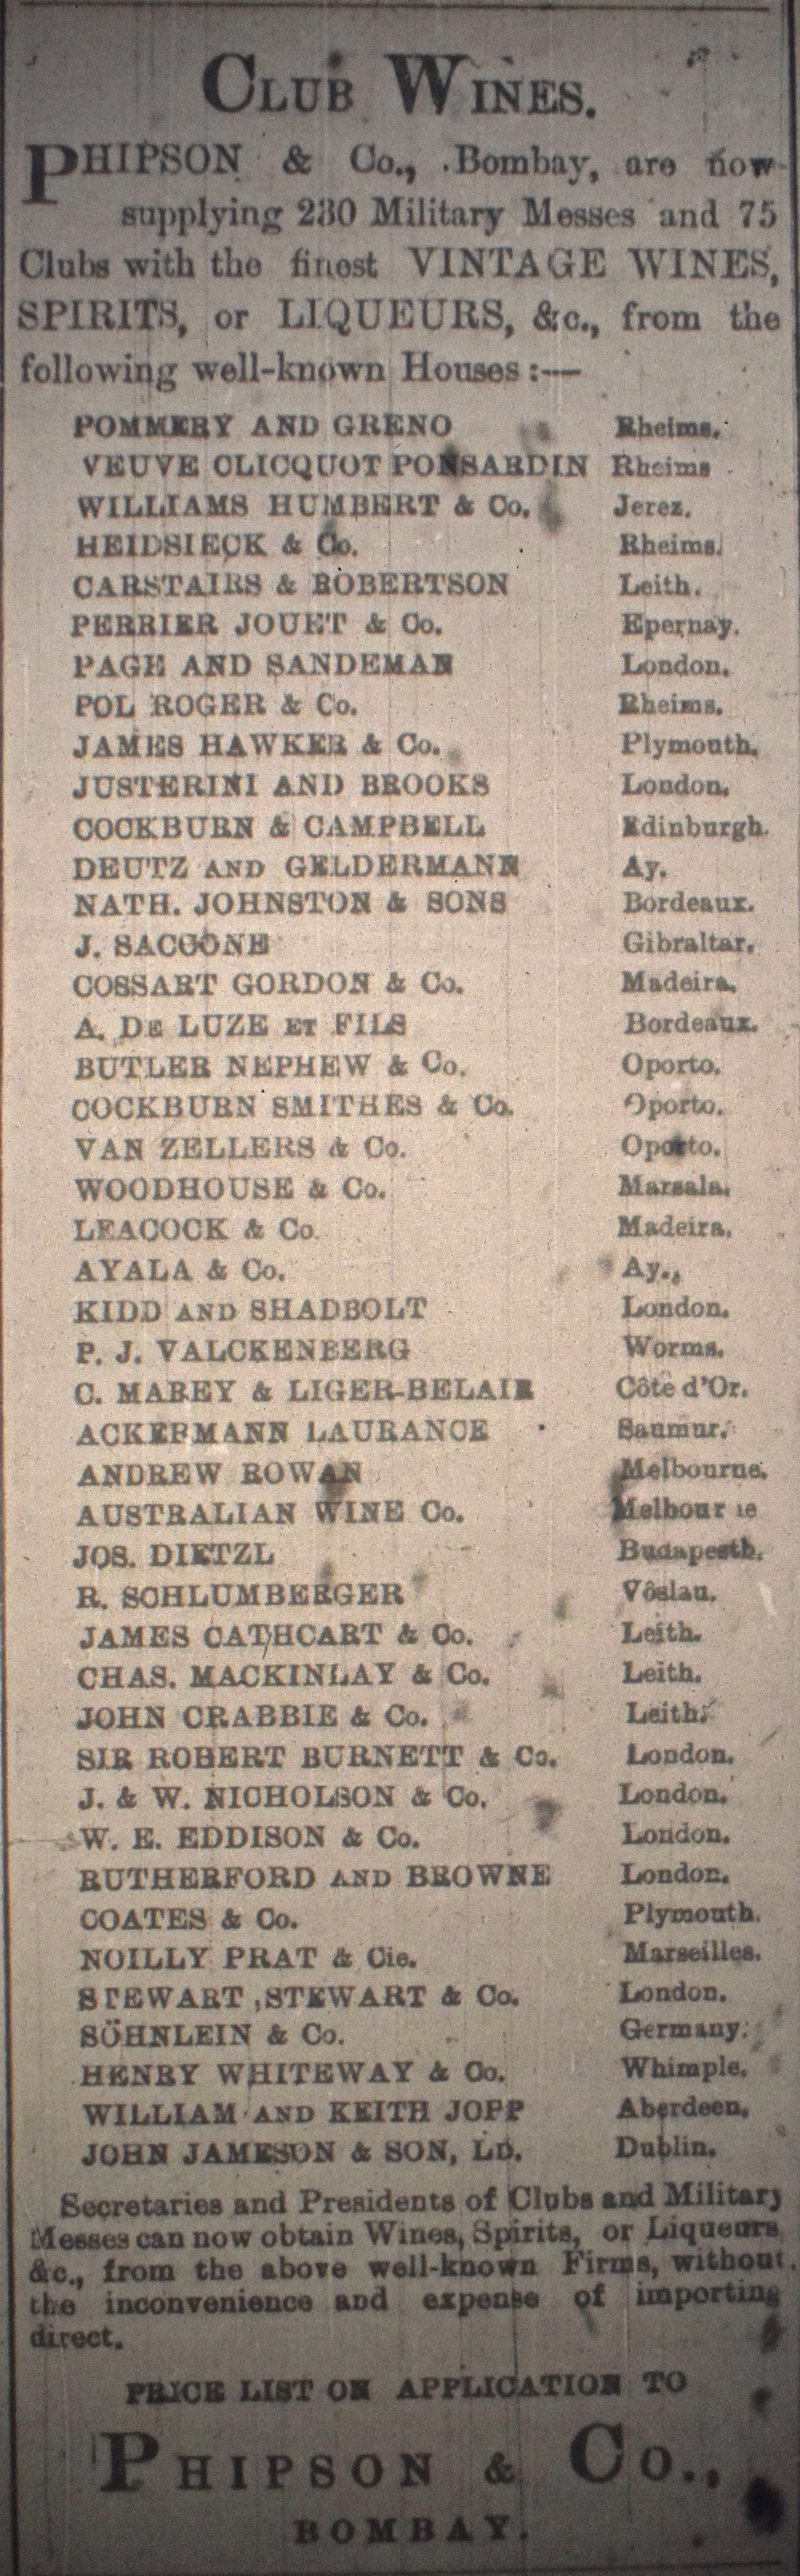 CLUB WINES.
PHIPSON & Co., Bombay, are now
supplying 230 Military Messes and 75
Clubs with the finest VINTAGE WINES,
SPIRITS, or LIQUEURS, &c., from the
following well-known Houses:—
POMMERY AND GRENO Rheims.
VEUVE CLICQUOT PONSARDIN Rheims
WILLIAMS HUMBERT & Co. Jerez.
HEIDSIECK & Co. Rheims.
CARSTAIRS & ROBERTSON Leith.
PERRIER JOUET & Co. Epernay.
PAGE AND SANDEMAN London.
POL ROGER & Co. Rheims.
JAMES HAWKER & Co. Plymouth.
JUSTERINI AND BROOKS London.
COCKBURN & CAMPBELL Edinburgh.
DEUTZ AND GELDERMANN Ay.
NATH. JOHNSTON & SONS Bordeaux.
J. SACCONE Gibraltar.
COSSART GORDON & Co. Madeira.
A. DE LUZE ET FILS Bordeaux.
BUTLER NEPHEW & Co. Oporto.
COCKBURN SMITHES & Co. Oporto.
VAN ZELLERS & Co. Oporto.
WOODHOUSE & Co. Marsala.
LEACOCK & Co. Madeira.
AYALA & Co. Ay.
KIDD AND SHADBOLT London.
P. J. VALCKENBERG Worms.
C. MAREY & LIGER-BELAIR Côte d'Or.
ACKERMANN LAURANCE Saumur.
ANDREW ROWAN Melbourne.
AUSTRALIAN WINE Co. Melbourne
JOS. DIETZL Budapesth.
R. SCHLUMBERGER Vöslau.
JAMES CATHCART & Co. Leith.
CHAS. MACKINLAY & Co. Leith.
JOHN CRABBIE & Co. Leith.
SIR ROBERT BURNETT & Co. London.
J. & W. NICHOLSON & Co. London.
W. E. EDDISON & Co. London.
RUTHERFORD AND BROWNE London.
COATES & Co. Plymouth.
NOILLY PRAT & Cie. Marseilles.
STEWART, STEWART & Co. London.
SÖHNLEIN & Co. Germany.
HENRY WHITEWAY & Co. Whimple.
WILLIAM AND KEITH JOPP Aberdeen.
JOHN JAMESON & SON, LD. Dublin.
Secretaries and Presidents of Clubs and Military
Messes can now obtain Wines, Spirits, or Liqueurs
&c., from the above well-known Firms, without
the inconvenience and expense of importing
direct.
PRICE LIST ON APPLICATION TO
PHIPSON & Co.,
BOMBAY.